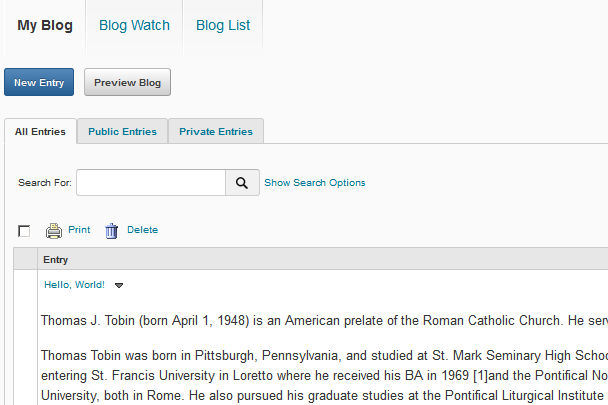 My Blog Blog Watch Blog List
New Entry Preview Blog
All Entries Public Entries Private Entries
Search For: Show Search Options
Print Delete
Entry
Hello, World!
Thomas J. Tobin (born April 1, 1948) is an American prelate of the Roman Catholic Church. He
Thomas Tobin was born in Pittsburgh, Pennsylvania, and studied at St. Mark Seminary High
entering St. Francis University in Loretto where he received his BA in 1969 [1]and the Pontifical
University, both in Rome. He also pursued his graduate studies at the Pontifical Liturgical Institute